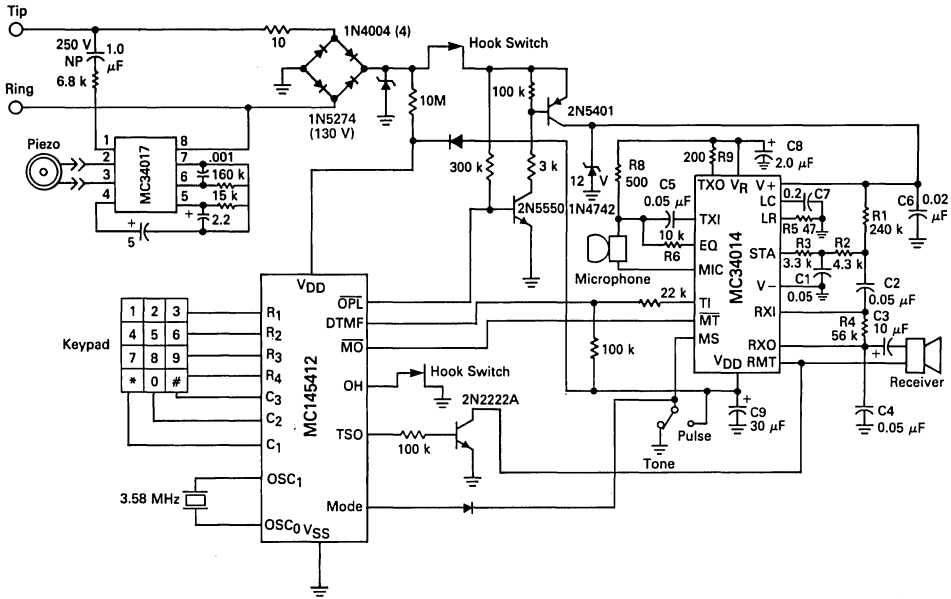 Tip
250 V
NP
1.0
μF
6.8 k
Ring
10
1N4004 (4)
1N5274
(130 V)
Hook Switch
10M
100 k
2N5401
300 k
3 k
2N5550
12 V
1N4742
Piezo
1
2
3
4
MC34017
8
7
6
5
.001
160 k
15 k
+
2.2
+
5
R8
500
200
R9
+
C8
2.0 μF
C5
0.05 μF
10 k
R6
Microphone
TXO
VR
V+
LC
LR
TXI
EQ
STA
MIC
V−
TI
RXI
MT
MS
RXO
VDD
RMT
MC34014
0.2
C7
R5 47
R1
240 k
C6
0.02
μF
R3
3.3 k
R2
4.3 k
C1
0.05
C2
0.05 μF
R4
56 k
C3
10 μF
+
Receiver
C4
0.05 μF
+
C9
30 μF
22 k
100 k
Tone
Pulse
Keypad
1 2 3
4 5 6
7 8 9
* 0 #
3.58 MHz
VDD
R1
R2
R3
R4
C3
C2
C1
OSC1
OSC0
VSS
MC145412
OPL
DTMF
MO
OH
TSO
Mode
Hook Switch
2N2222A
100 k